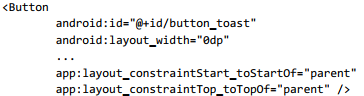 <Button
android:id="@+id/button_toast"
android:layout_width="0dp"
...
app:layout_constraintStart_toStartOf="parent"
app:layout_constraintTop_toTopOf="parent" />